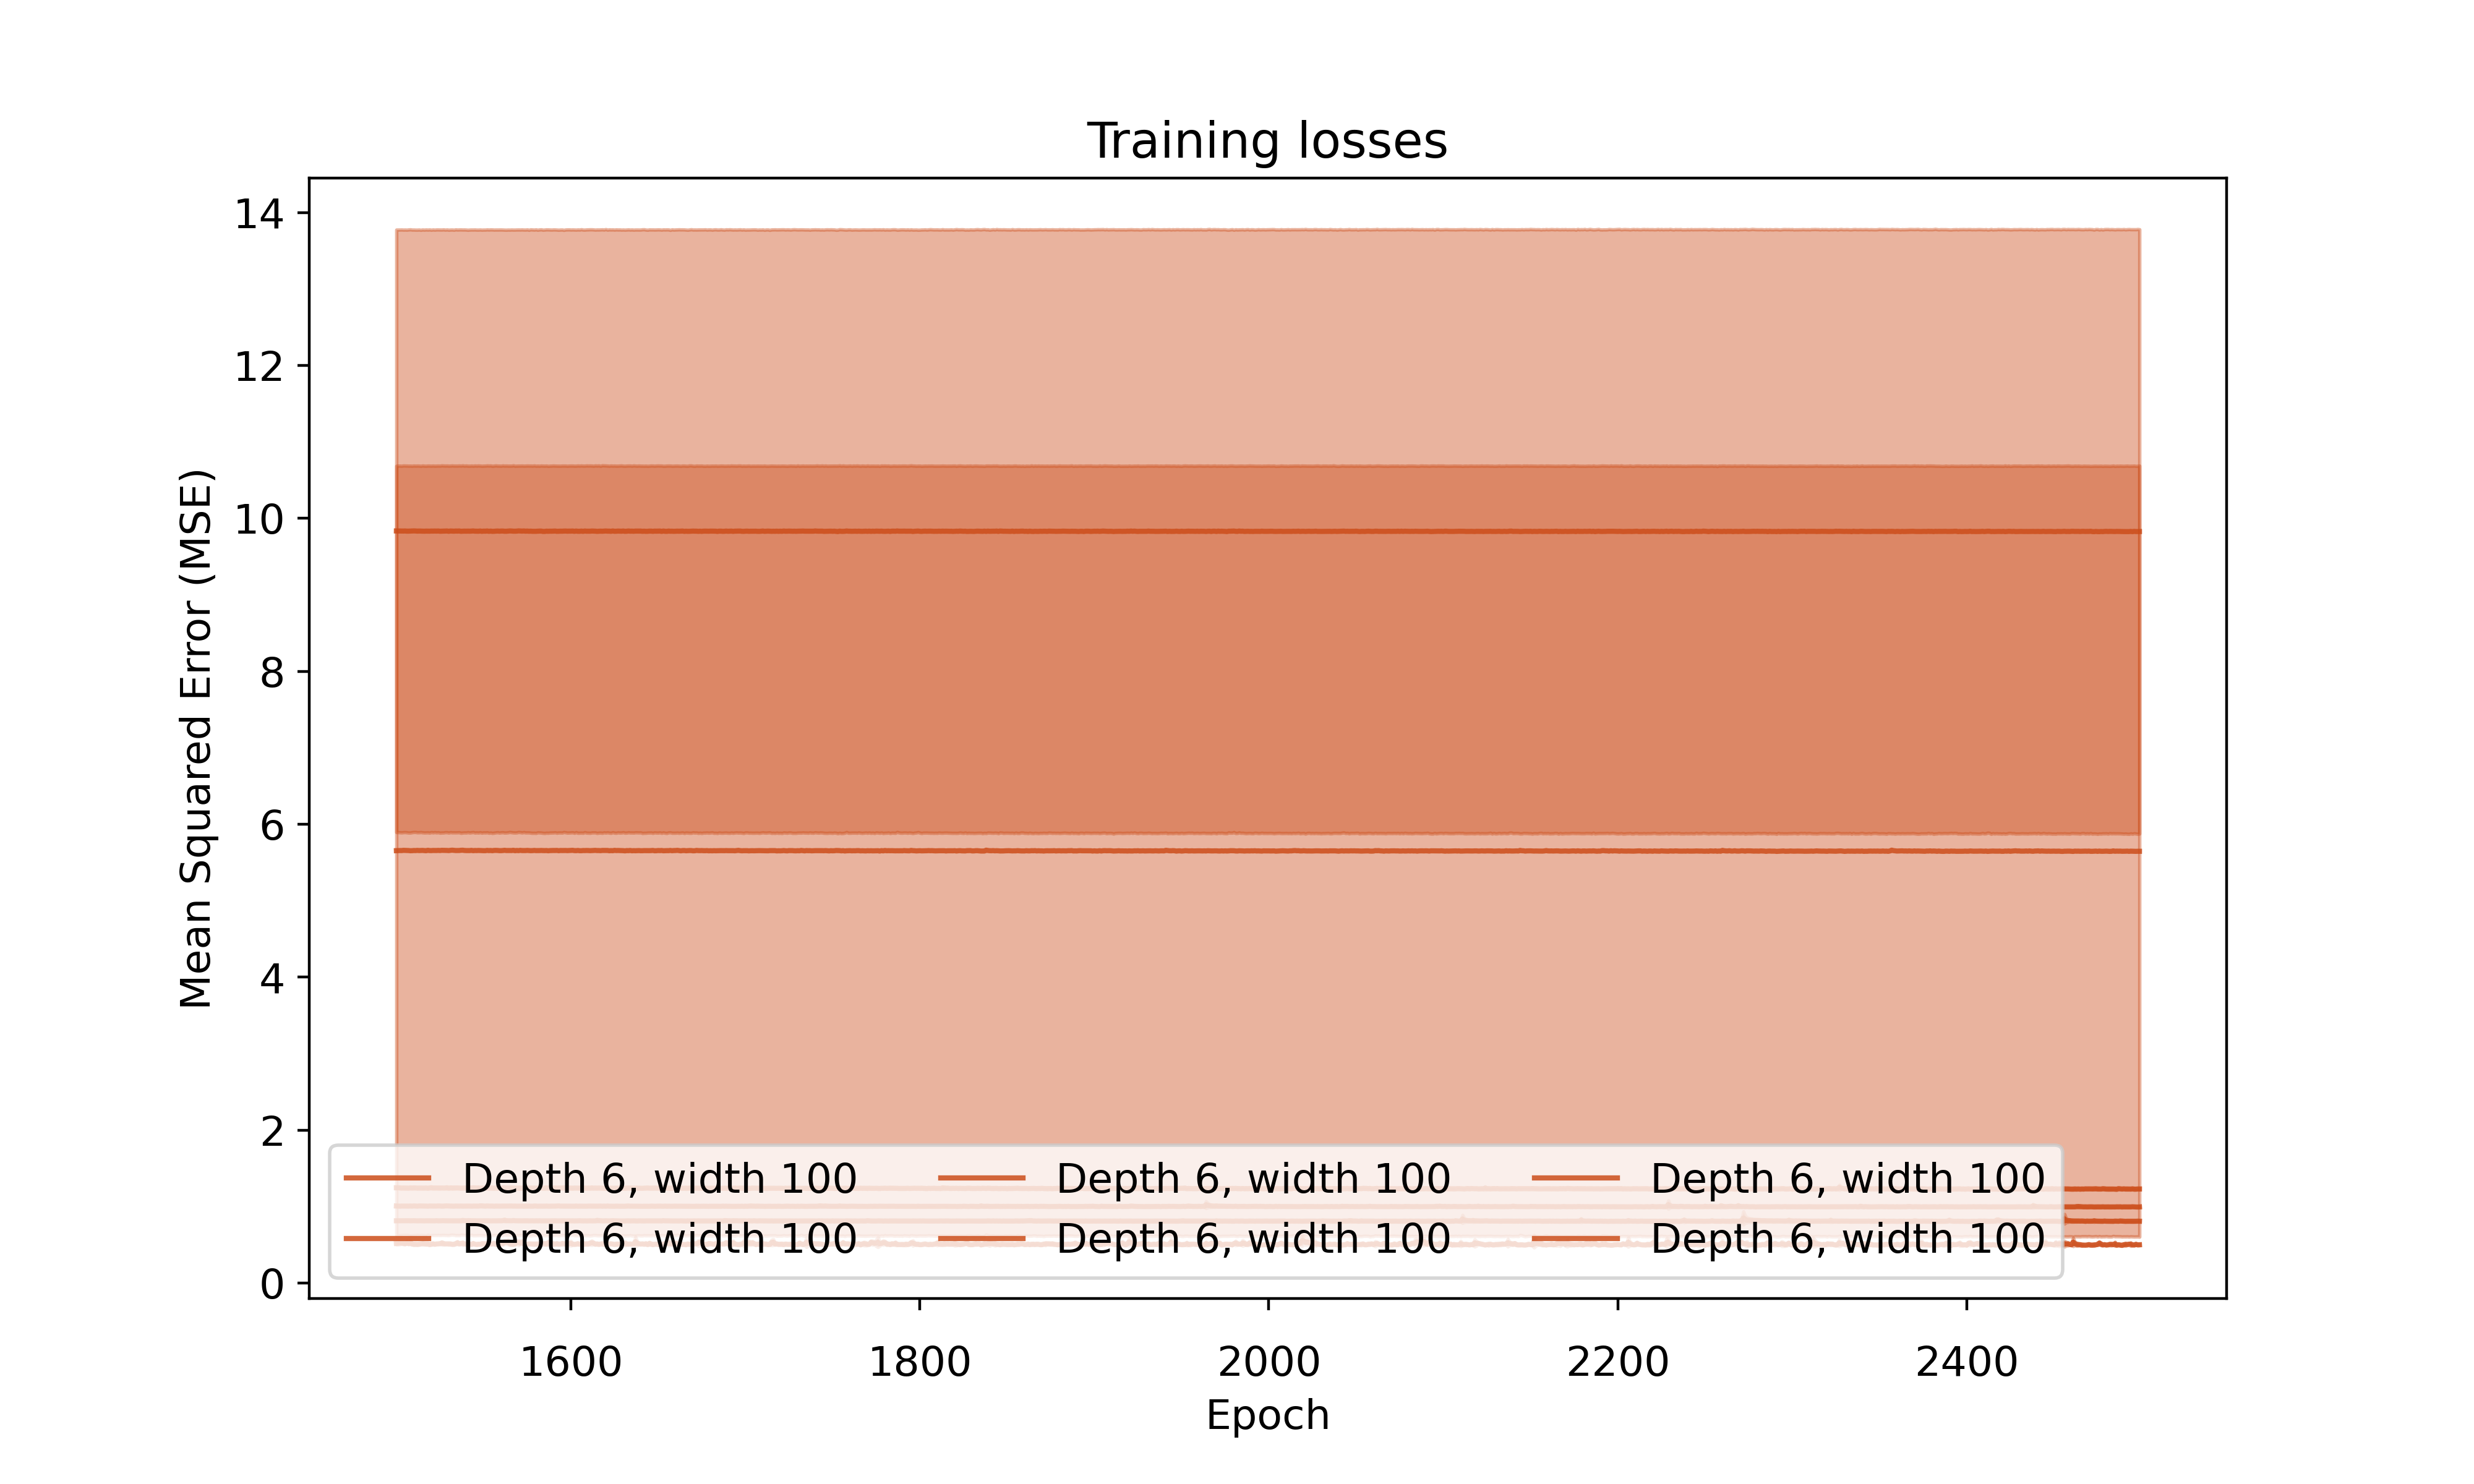 Training losses
Mean Squared Error (MSE)
14
12
10
8
6
4
2
0
Depth 6, width 100
Depth 6, width 100
Depth 6, width 100
Depth 6, width 100
Depth 6, width 100
Depth 6, width 100
1600
1800
2000
2200
2400
Epoch